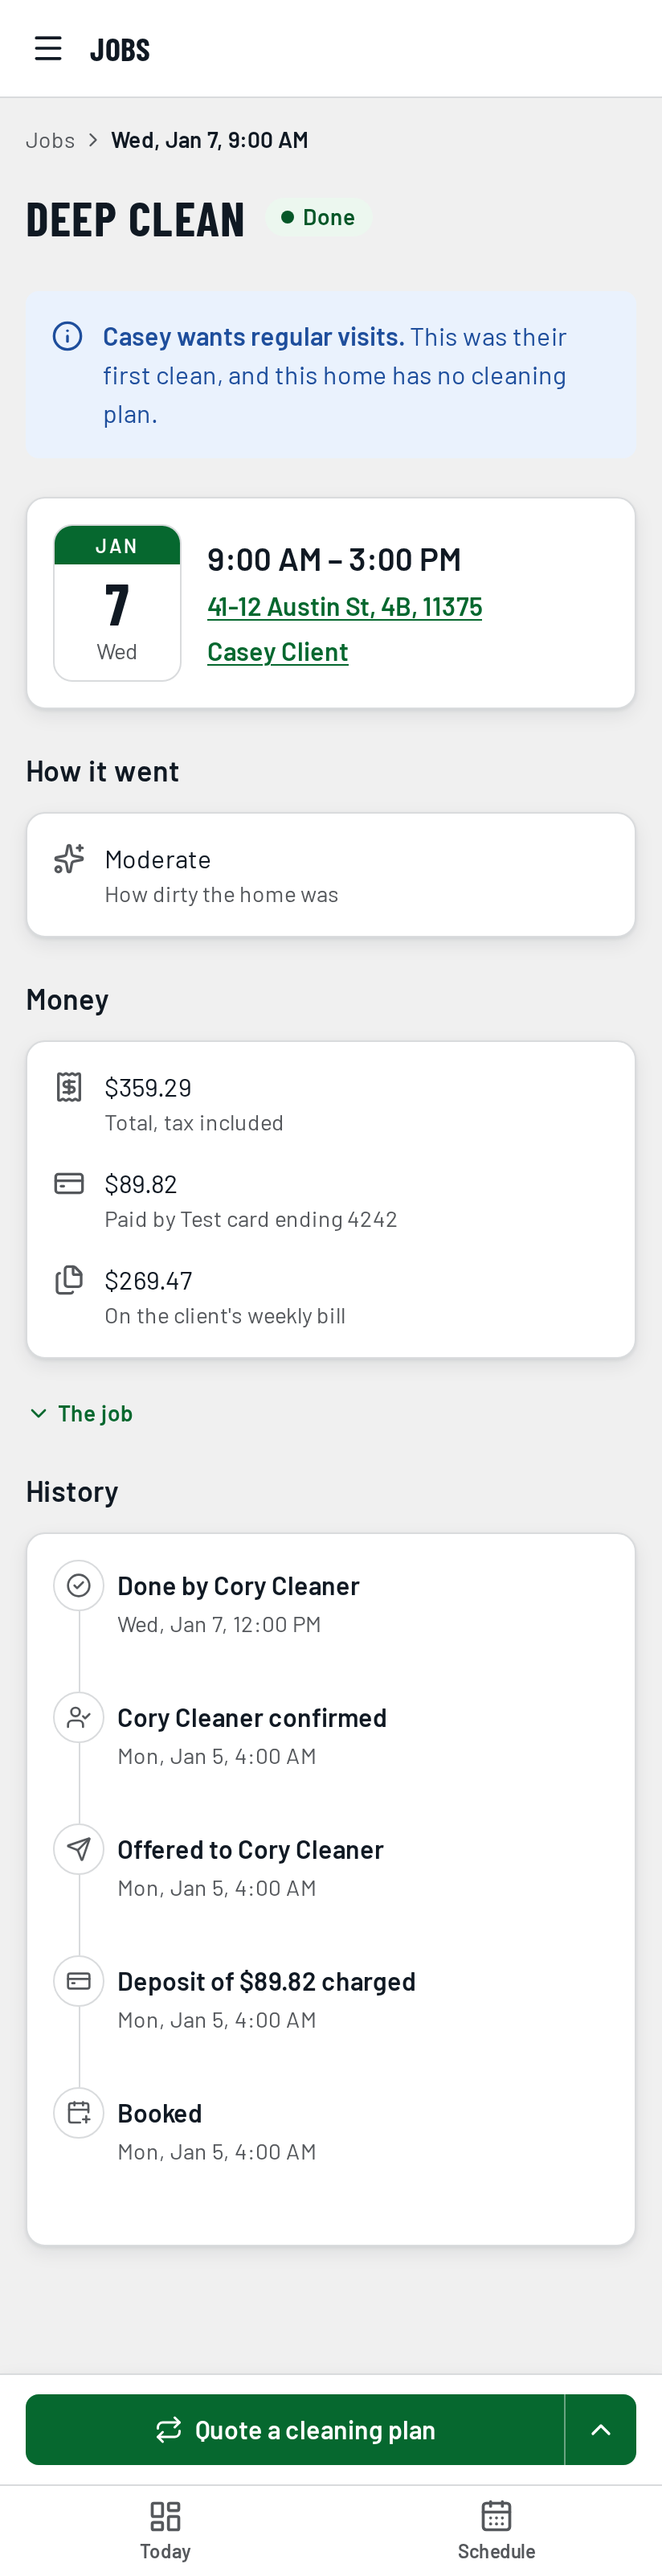 JOBS
Jobs > Wed, Jan 7, 9:00 AM
DEEP CLEAN
Done
Casey wants regular visits. This was their
first clean, and this home has no cleaning
plan.
JAN
7
Wed
9:00 AM – 3:00 PM
41-12 Austin St, 4B, 11375
Casey Client
How it went
Moderate
How dirty the home was
Money
$359.29
Total, tax included
$89.82
Paid by Test card ending 4242
$269.47
On the client's weekly bill
The job
History
Done by Cory Cleaner
Wed, Jan 7, 12:00 PM
Cory Cleaner confirmed
Mon, Jan 5, 4:00 AM
Offered to Cory Cleaner
Mon, Jan 5, 4:00 AM
Deposit of $89.82 charged
Mon, Jan 5, 4:00 AM
Booked
Mon, Jan 5, 4:00 AM
Quote a cleaning plan
Today
Schedule